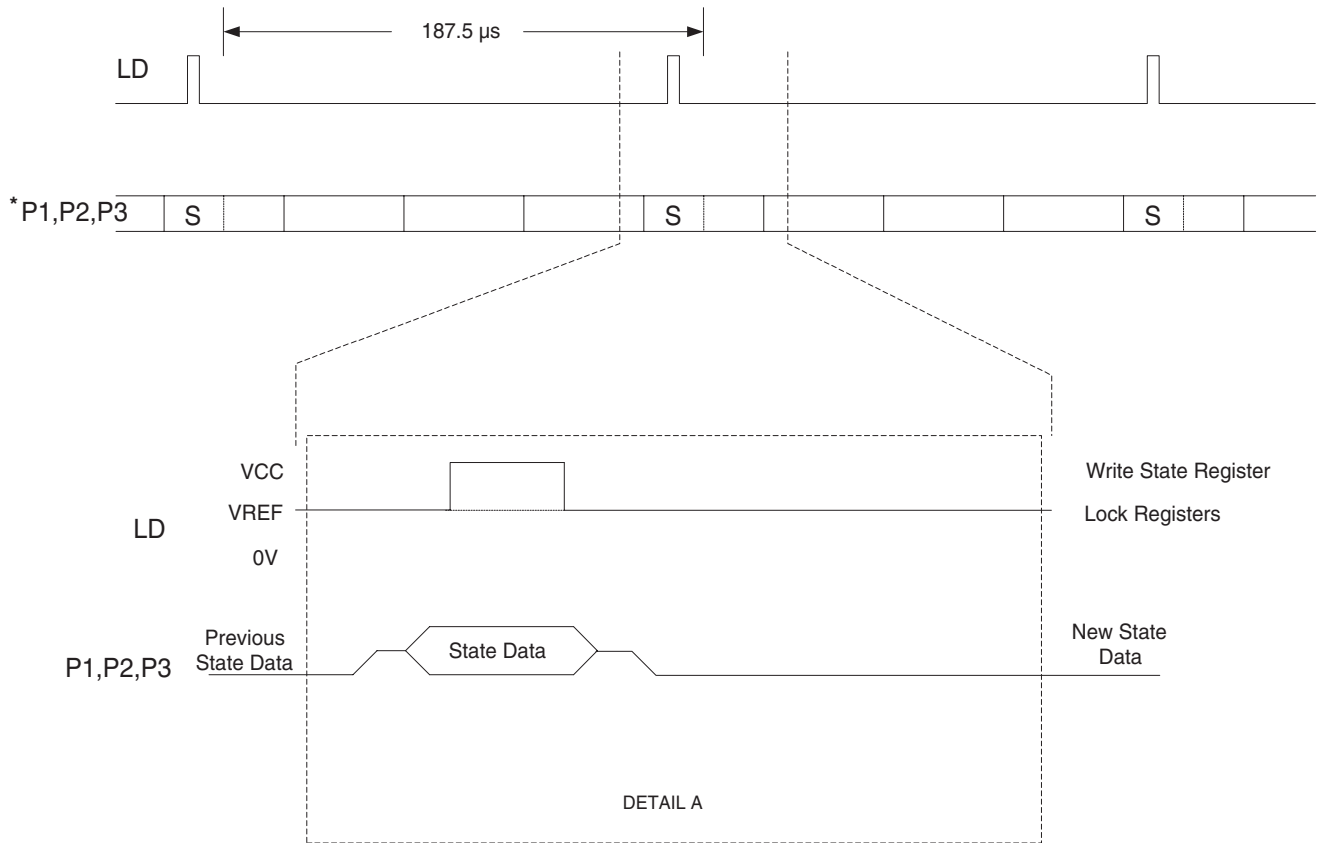 187.5 µs
LD
*P1,P2,P3
S
S
S
VCC
Write State Register
VREF
Lock Registers
LD
0V
Previous
State Data
State Data
New State
Data
P1,P2,P3
DETAIL A